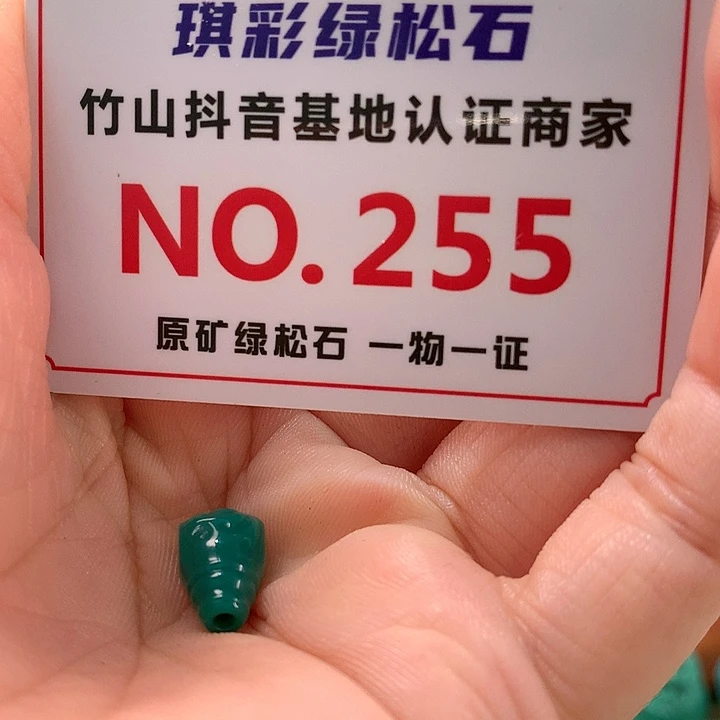 琪彩绿松石
竹山抖音基地认证商家
NO.255
原矿绿松石 一物一证